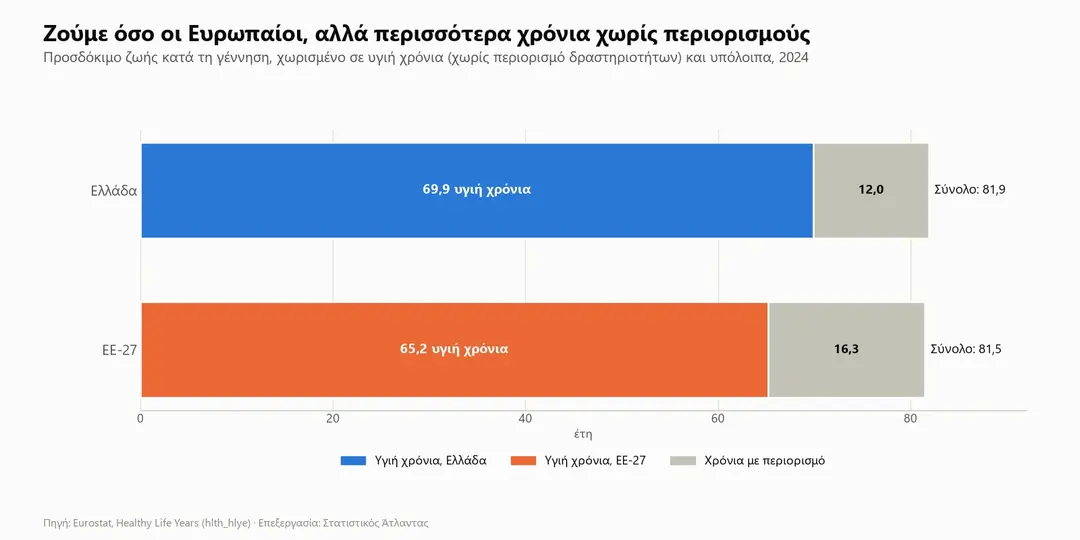 Ζούμε όσο οι Ευρωπαίοι, αλλά περισσότερα χρόνια χωρίς περιορισμούς
Προσδόκιμο ζωής κατά τη γέννηση, χωρισμένο σε υγιή χρόνια (χωρίς περιορισμό δραστηριοτήτων) και υπόλοιπα, 2024
Ελλάδα
69,9 υγιή χρόνια
12,0
Σύνολο: 81,9
ΕΕ-27
65,2 υγιή χρόνια
16,3
Σύνολο: 81,5
0 20 40 60 80
έτη
Υγιή χρόνια, Ελλάδα Υγιή χρόνια, ΕΕ-27 Χρόνια με περιορισμό
Πηγή: Eurostat, Healthy Life Years (hlth_hlye) · Επεξεργασία: Στατιστικός Άτλαντας